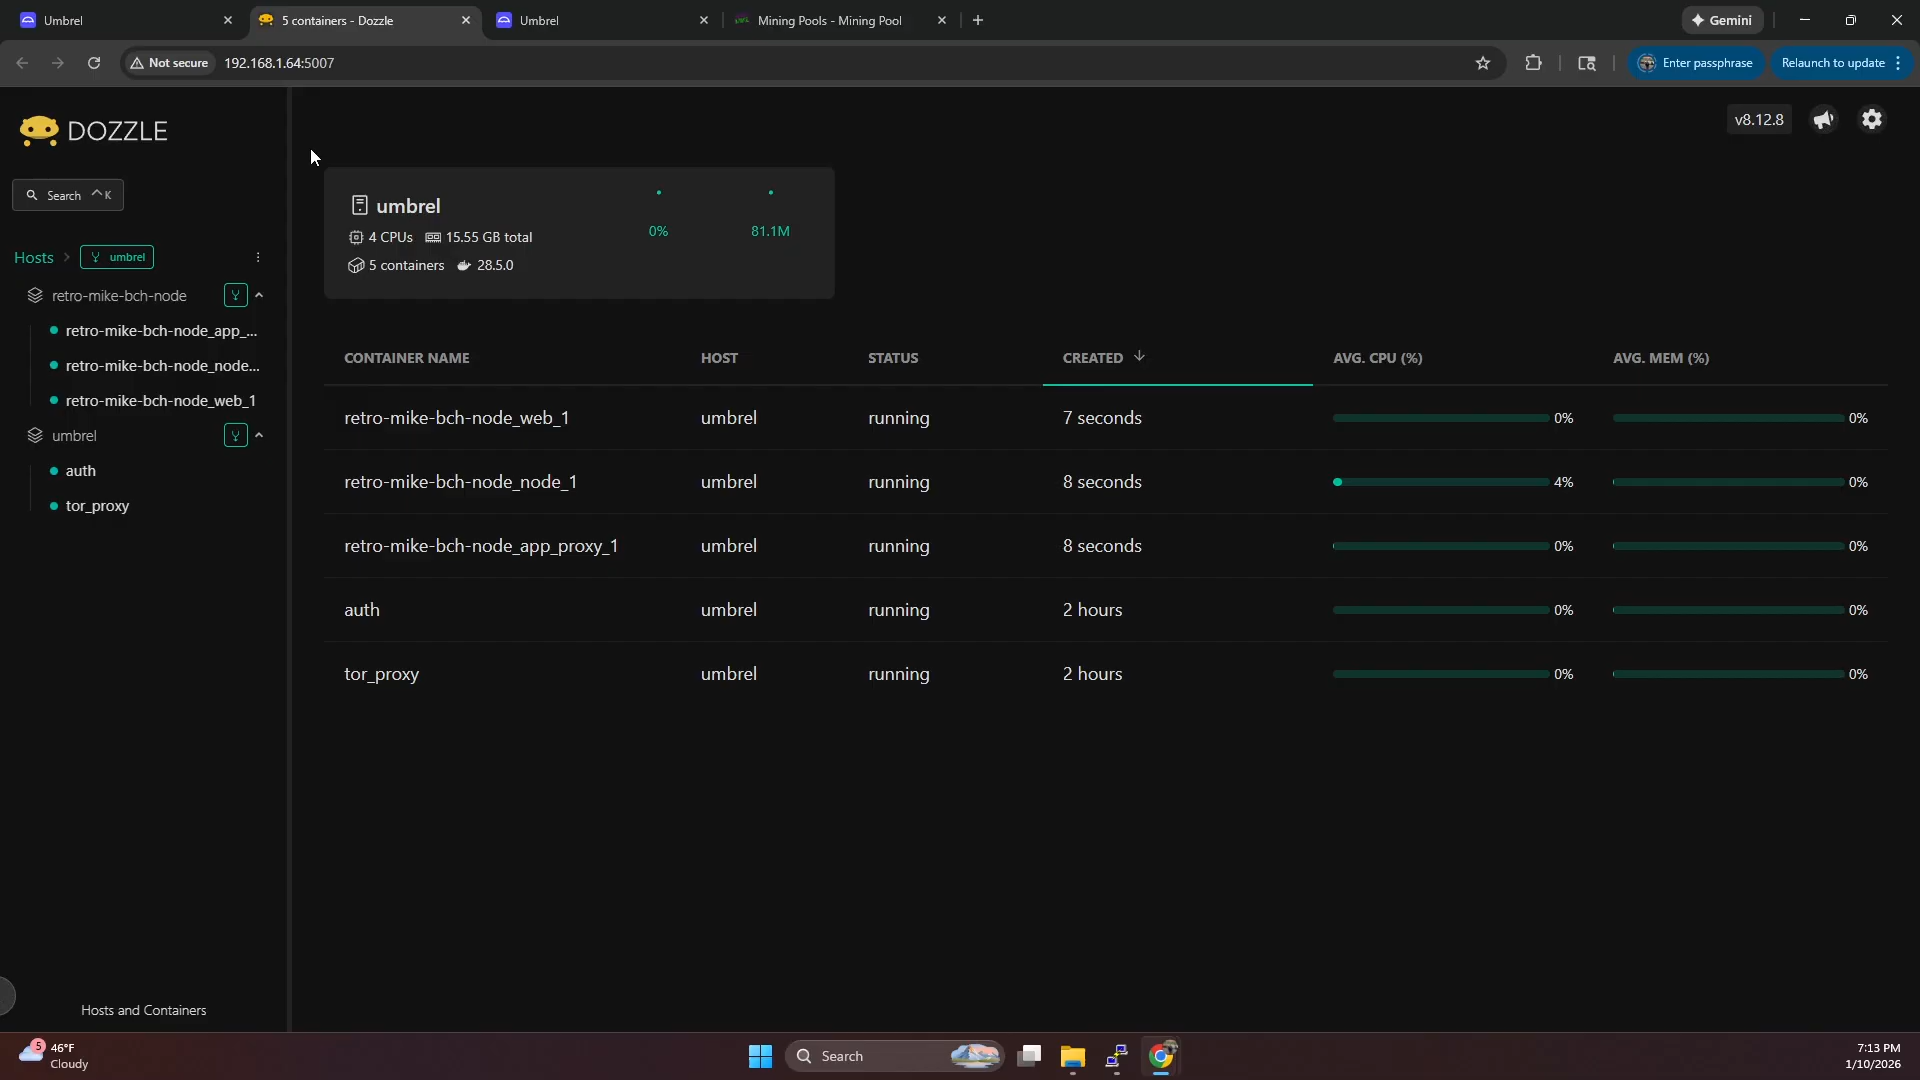 Umbrel
5 containers - Dozzle
Umbrel
Mining Pools - Mining Pool
Gemini
Not secure
192.168.1.64:5007
Enter passphrase
Relaunch to update
DOZZLE
v8.12.8
Search ^K
umbrel
0%
81.1M
4 CPUs 15.55 GB total
5 containers 28.5.0
Hosts
umbrel
retro-mike-bch-node
retro-mike-bch-node_app_...
retro-mike-bch-node_node...
retro-mike-bch-node_web_1
umbrel
auth
tor_proxy
CONTAINER NAME HOST STATUS CREATED AVG. CPU (%) AVG. MEM (%)
retro-mike-bch-node_web_1 umbrel running 7 seconds 0% 0%
retro-mike-bch-node_node_1 umbrel running 8 seconds 4% 0%
retro-mike-bch-node_app_proxy_1 umbrel running 8 seconds 0% 0%
auth umbrel running 2 hours 0% 0%
tor_proxy umbrel running 2 hours 0% 0%
Hosts and Containers
5
46°F
Cloudy
Search
7:13 PM
1/10/2026